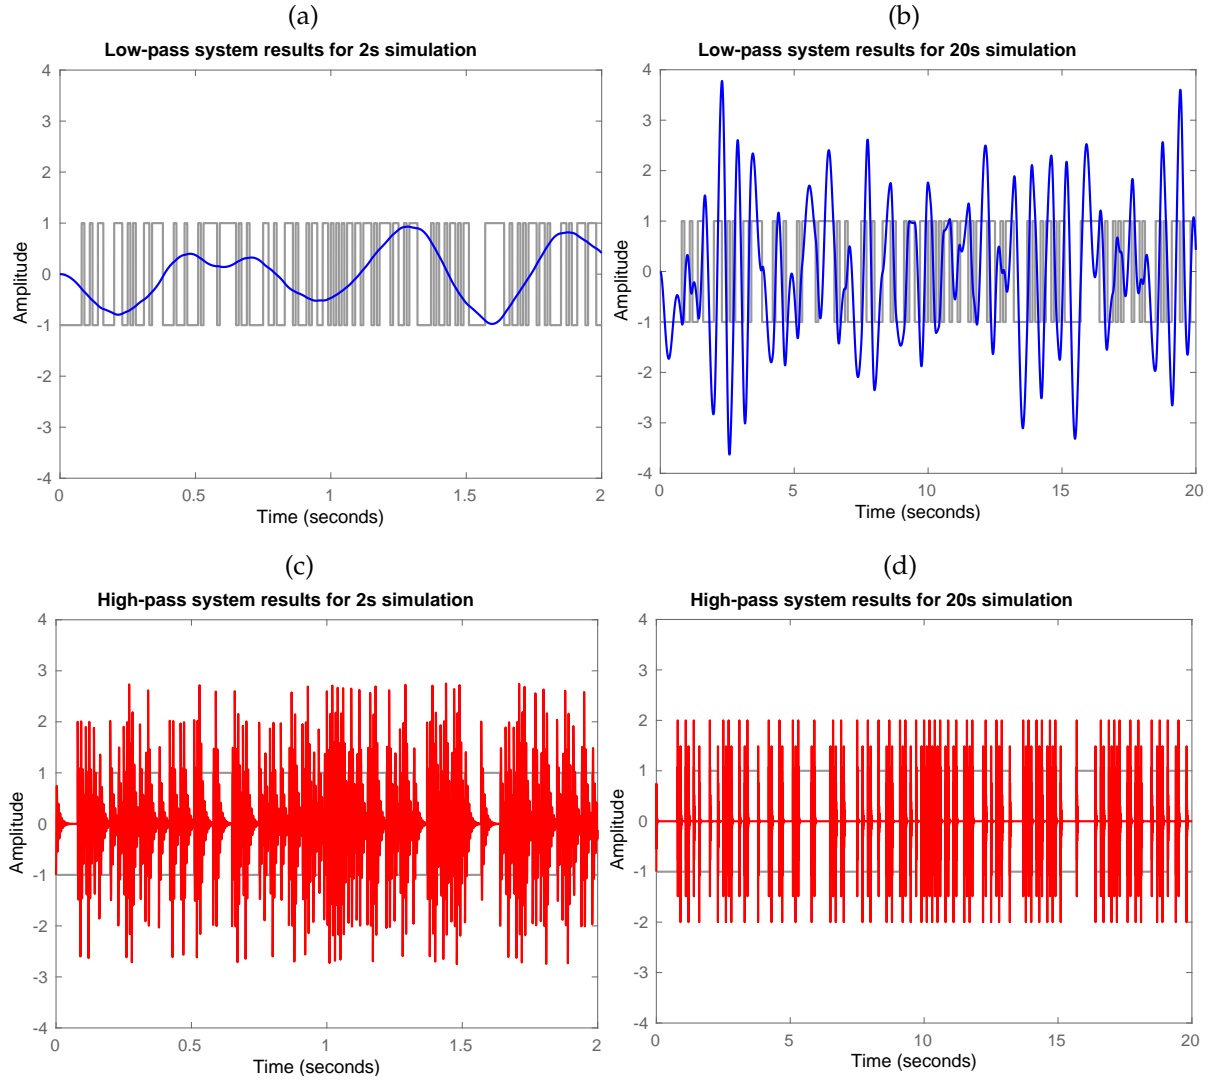 (a)
Low-pass system results for 2s simulation
4
3
2
1
0
-1
-2
-3
-4
Amplitude
0 0.5 1 1.5 2
Time (seconds)
(b)
Low-pass system results for 20s simulation
4
3
2
1
0
-1
-2
-3
-4
Amplitude
0 5 10 15 20
Time (seconds)
(c)
High-pass system results for 2s simulation
4
3
2
1
0
-1
-2
-3
-4
Amplitude
0 0.5 1 1.5 2
Time (seconds)
(d)
High-pass system results for 20s simulation
4
3
2
1
0
-1
-2
-3
-4
Amplitude
0 5 10 15 20
Time (seconds)